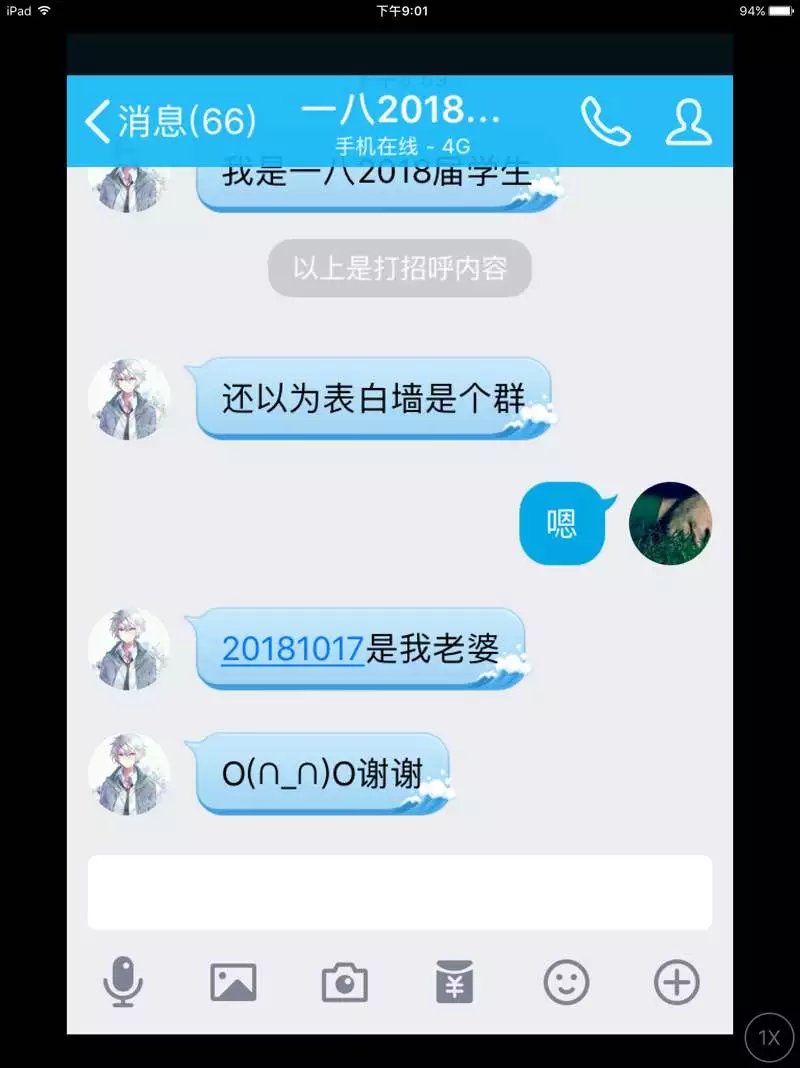 iPad
下午9:01
94%
消息(66)
一八2018...
手机在线 - 4G
我是一八2018届学生
以上是打招呼内容
还以为表白墙是个群
嗯
20181017是我老婆
O(∩_∩)O谢谢
¥
1X